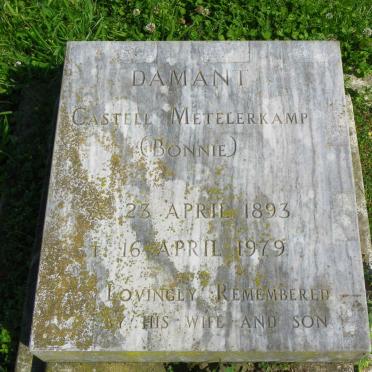 DAMANT
CASTELL METELERKAMP
(BONNIE)
* 23 APRIL 1893
† 16 APRIL 1979
LOVINGLY REMEMBERED
BY HIS WIFE AND SON